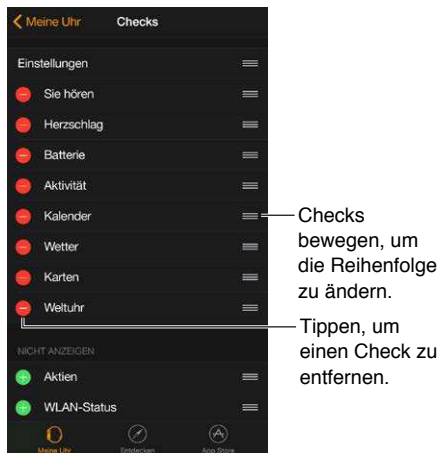 Meine Uhr Checks
Einstellungen
Sie hören
Herzschlag
Batterie
Aktivität
Kalender
Wetter
Karten
Weltuhr
NICHT ANZEIGEN
Aktien
WLAN-Status
Meine Uhr Entdecken App Store
Checks
bewegen, um
die Reihenfolge
zu ändern.
Tippen, um
einen Check zu
entfernen.